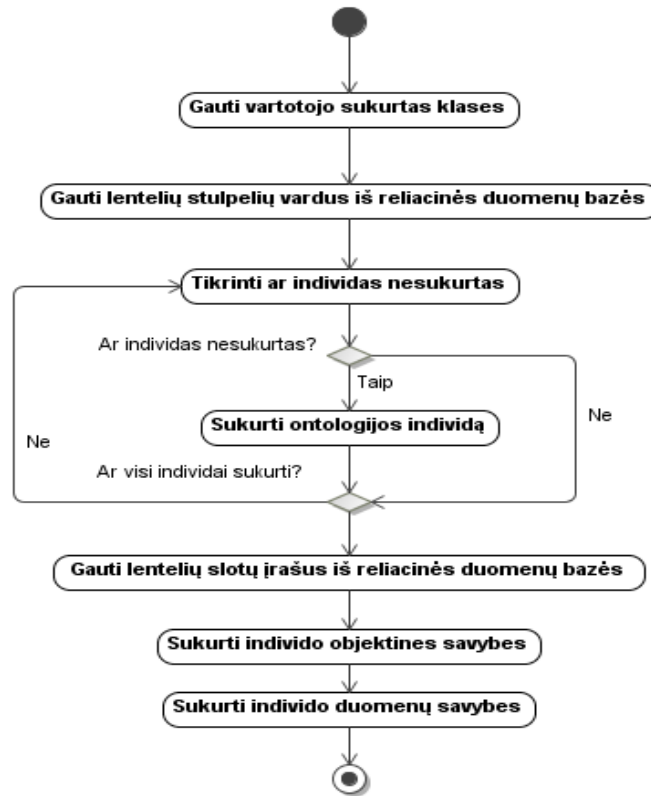 Gauti vartotojo sukurtas klases
Gauti lentelių stulpelių vardus iš reliacinės duomenų bazės
Tikrinti ar individas nesukurtas
Ar individas nesukurtas?
Taip
Ne
Sukurti ontologijos individą
Ne
Ar visi individai sukurti?
Gauti lentelių slotų įrašus iš reliacinės duomenų bazės
Sukurti individo objektines savybes
Sukurti individo duomenų savybes